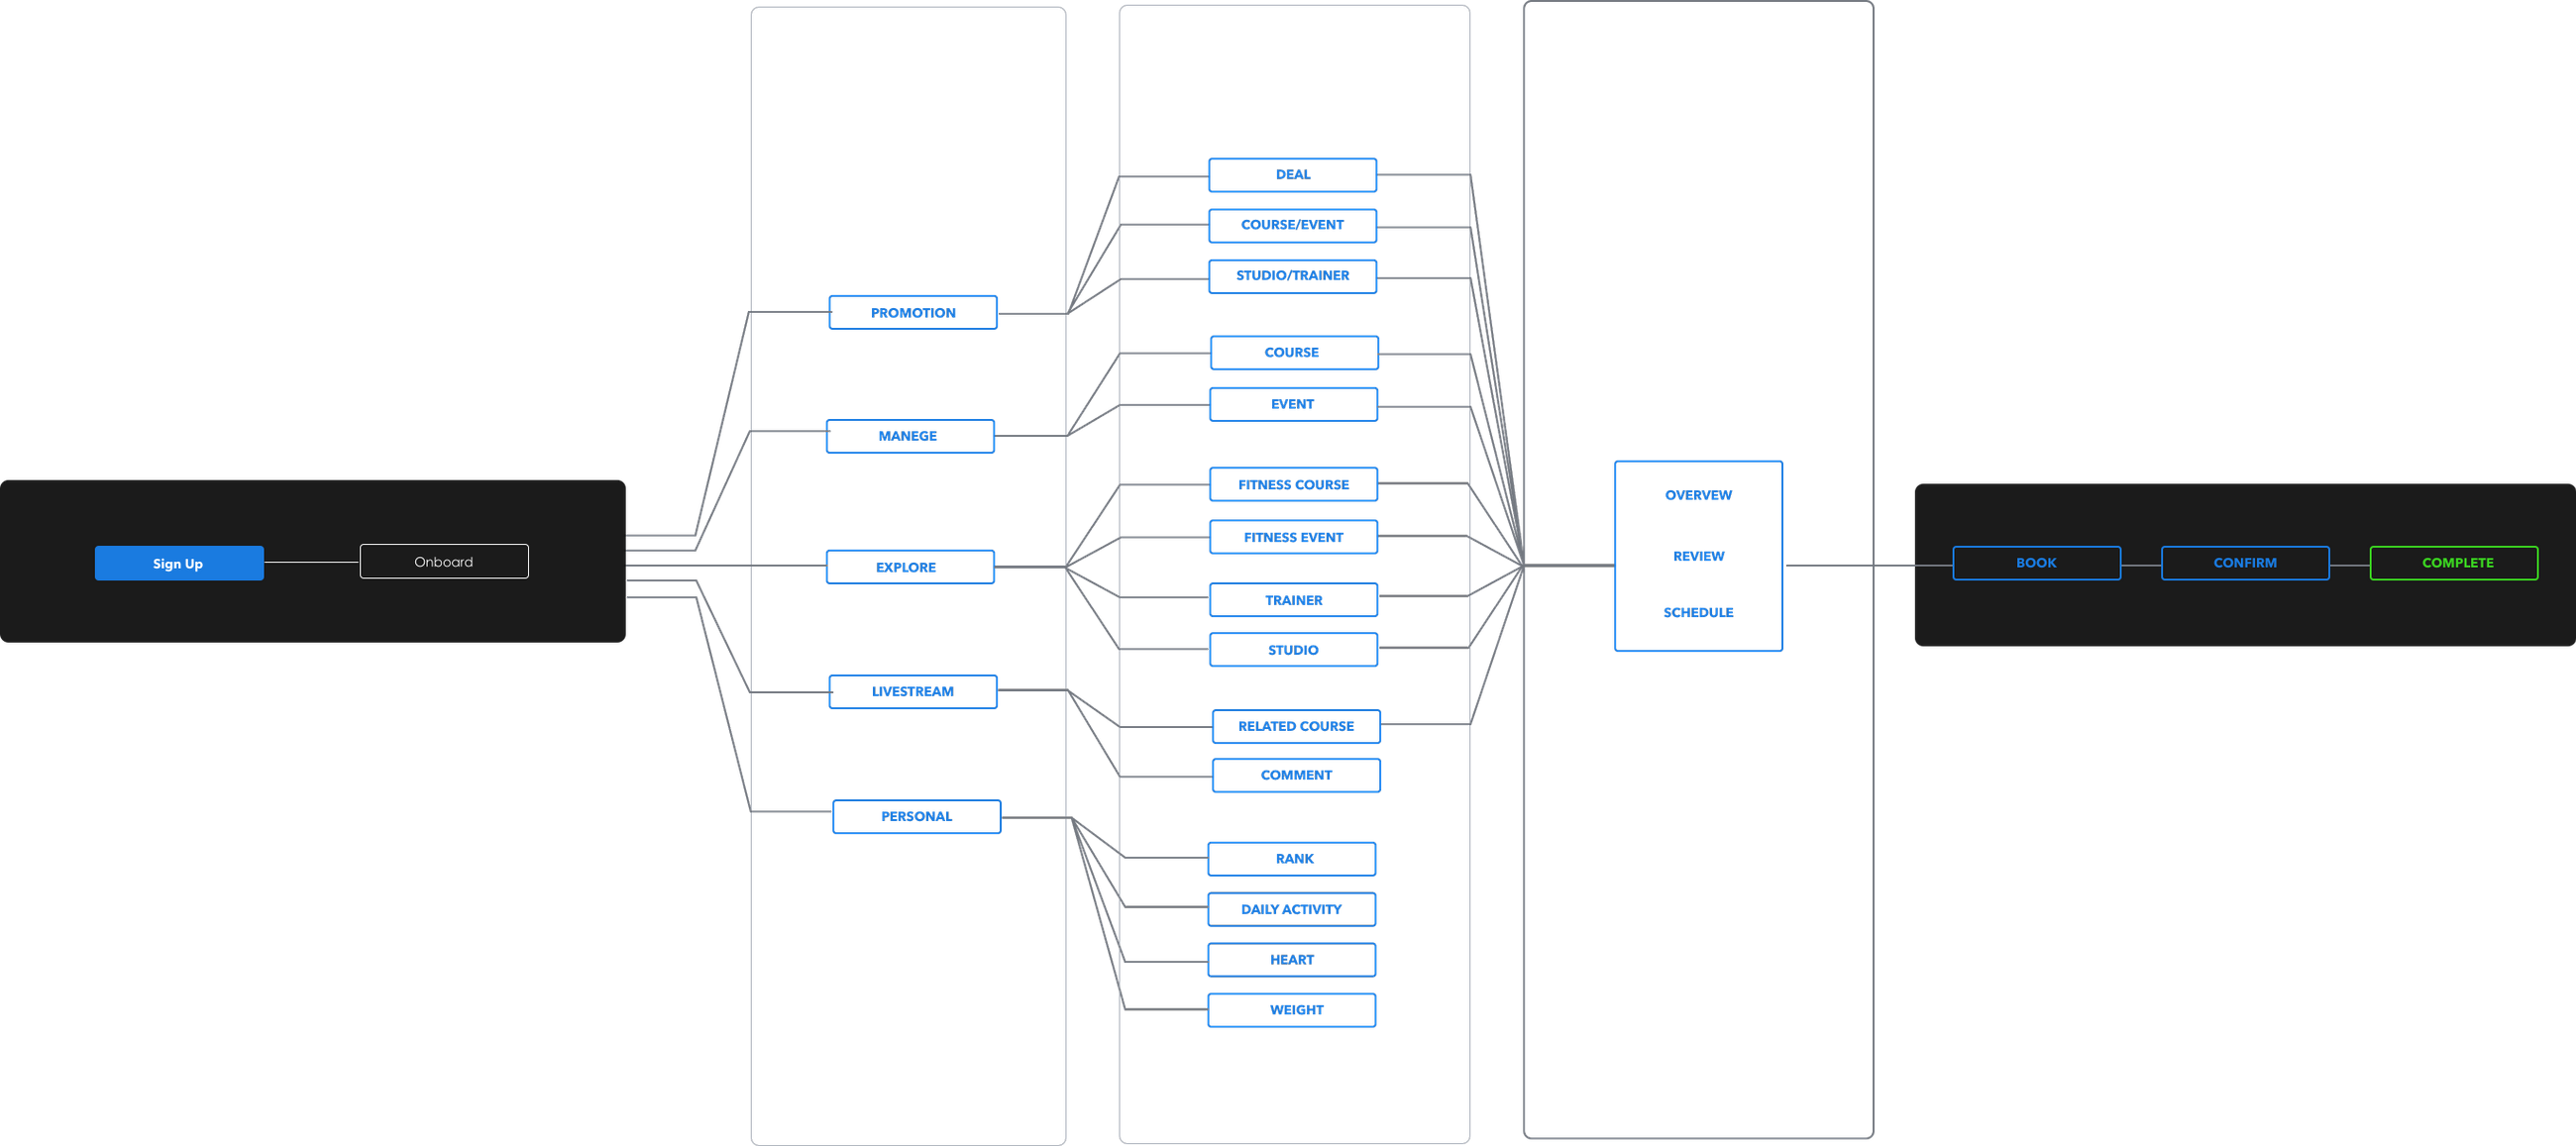 Sign Up
Onboard
PROMOTION
MANEGE
EXPLORE
LIVESTREAM
PERSONAL
DEAL
COURSE/EVENT
STUDIO/TRAINER
COURSE
EVENT
FITNESS COURSE
FITNESS EVENT
TRAINER
STUDIO
RELATED COURSE
COMMENT
RANK
DAILY ACTIVITY
HEART
WEIGHT
OVERVEW
REVIEW
SCHEDULE
BOOK
CONFIRM
COMPLETE